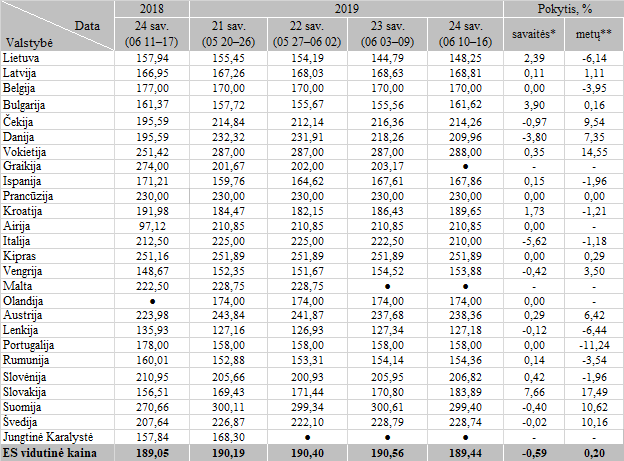 Data
Valstybė
2018 2019 Pokytis, %
24 sav. (06 11–17) 21 sav. (05 20–26) 22 sav. (05 27–06 02) 23 sav. (06 03–09) 24 sav. (06 10–16) savaitės* metų**
Lietuva 157,94 155,45 154,19 144,79 148,25 2,39 -6,14
Latvija 166,95 167,26 168,03 168,63 168,81 0,11 1,11
Belgija 177,00 170,00 170,00 170,00 170,00 0,00 -3,95
Bulgarija 161,37 157,72 155,67 155,56 161,62 3,90 0,16
Čekija 195,59 214,84 212,14 216,36 214,26 -0,97 9,54
Danija 195,59 232,32 231,91 218,26 209,96 -3,80 7,35
Vokietija 251,42 287,00 287,00 287,00 288,00 0,35 14,55
Graikija 274,00 201,67 202,00 203,17 ● - -
Ispanija 171,21 159,76 164,62 167,61 167,86 0,15 -1,96
Prancūzija 230,00 230,00 230,00 230,00 230,00 0,00 0,00
Kroatija 191,98 184,47 182,15 186,43 189,65 1,73 -1,21
Airija 97,12 210,85 210,85 210,85 210,85 0,00 -
Italija 212,50 225,00 225,00 222,50 210,00 -5,62 -1,18
Kipras 251,16 251,89 251,89 251,89 251,89 0,00 0,29
Vengrija 148,67 152,35 151,67 154,52 153,88 -0,42 3,50
Malta 222,50 228,75 228,75 ● ● - -
Olandija ● 174,00 174,00 174,00 174,00 0,00 -
Austrija 223,98 243,84 241,87 237,68 238,36 0,29 6,42
Lenkija 135,93 127,16 126,93 127,34 127,18 -0,12 -6,44
Portugalija 178,00 158,00 158,00 158,00 158,00 0,00 -11,24
Rumunija 160,01 152,88 153,31 154,14 154,36 0,14 -3,54
Slovėnija 210,95 205,66 200,93 205,95 206,82 0,42 -1,96
Slovakija 156,51 169,43 171,44 170,80 183,89 7,66 17,49
Suomija 270,66 300,11 299,34 300,61 299,40 -0,40 10,62
Švedija 207,64 226,87 222,10 228,79 228,74 -0,02 10,16
Jungtinė Karalystė 157,84 168,30 ● ● ● - -
ES vidutinė kaina 189,05 190,19 190,40 190,56 189,44 -0,59 0,20